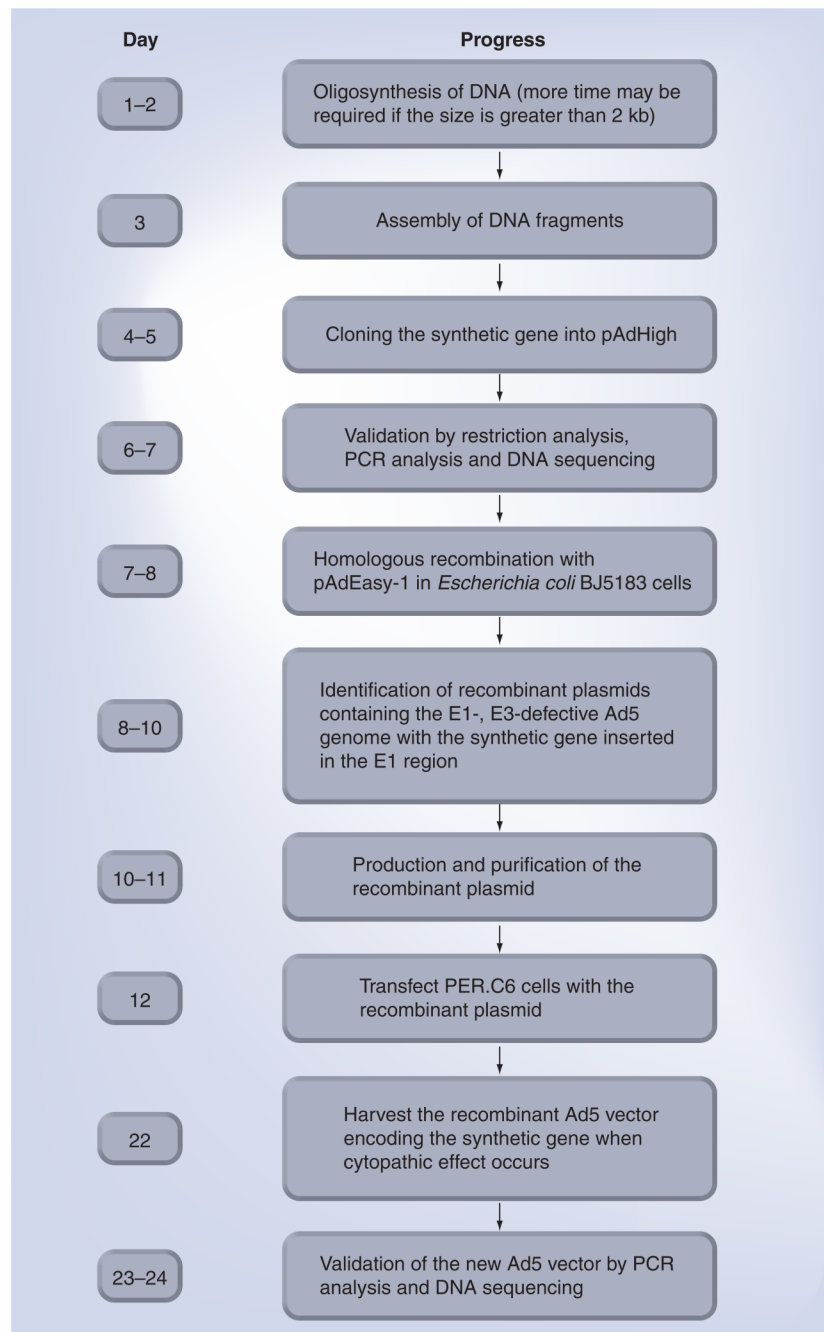 Day Progress
1–2
Oligosynthesis of DNA (more time may be
required if the size is greater than 2 kb)
3
Assembly of DNA fragments
4–5
Cloning the synthetic gene into pAdHigh
6–7
Validation by restriction analysis,
PCR analysis and DNA sequencing
7–8
Homologous recombination with
pAdEasy-1 in Escherichia coli BJ5183 cells
8–10
Identification of recombinant plasmids
containing the E1-, E3-defective Ad5
genome with the synthetic gene inserted
in the E1 region
10–11
Production and purification of the
recombinant plasmid
12
Transfect PER.C6 cells with the
recombinant plasmid
22
Harvest the recombinant Ad5 vector
encoding the synthetic gene when
cytopathic effect occurs
23–24
Validation of the new Ad5 vector by PCR
analysis and DNA sequencing